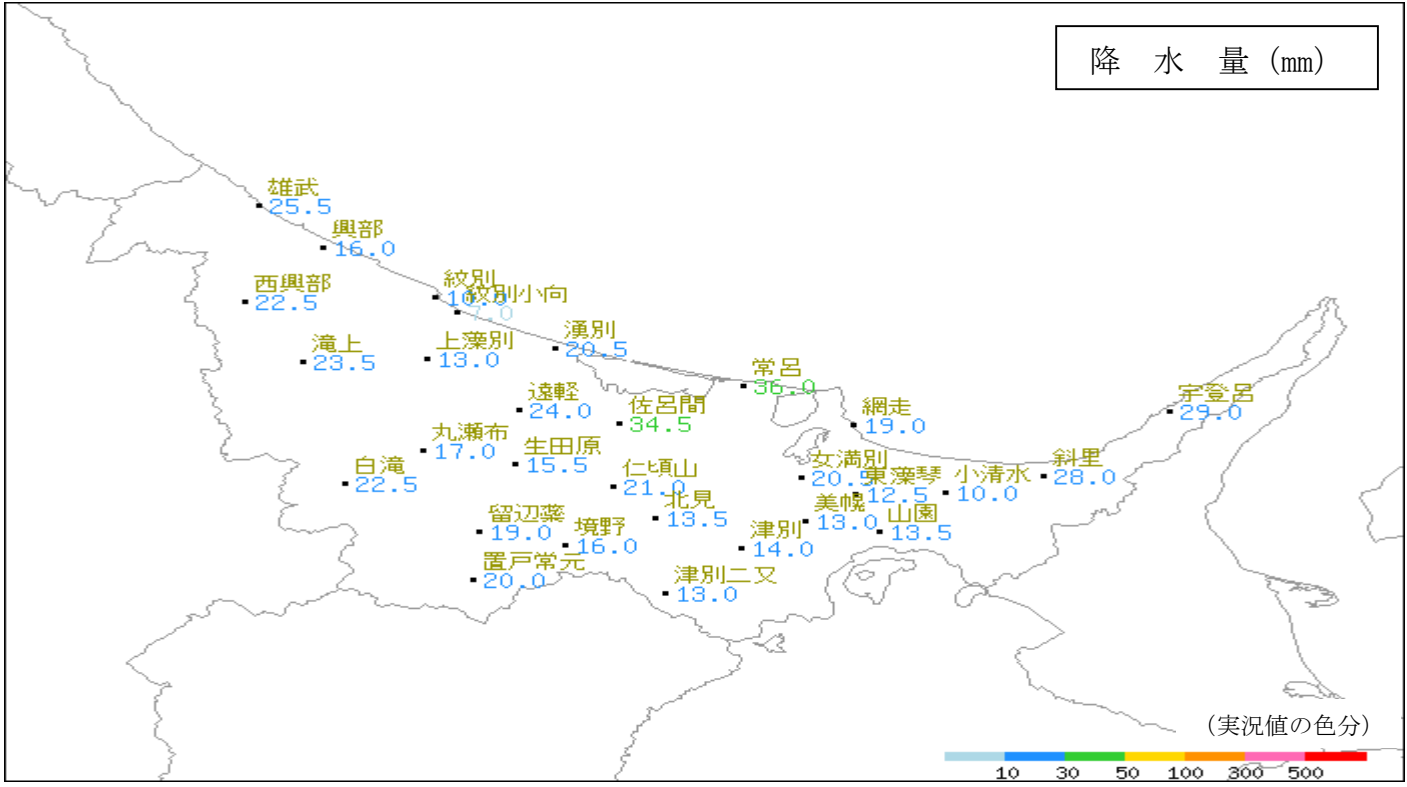 降 水 量 (mm)
雄武
25.5
興部
16.0
西興部
22.5
紋別
10.0
紋別小向
7.0
滝上
23.5
上藻別
13.0
湧別
20.5
常呂
36.0
遠軽
24.0
佐呂間
34.5
網走
19.0
宇登呂
29.0
丸瀬布
17.0
生田原
15.5
白滝
22.5
仁頃山
21.0
女満別
20.5
東藻琴
12.5
小清水
10.0
斜里
28.0
北見
13.5
美幌
13.0
山園
13.5
留辺蘂
19.0
境野
16.0
津別
14.0
置戸常元
20.0
津別二又
13.0
(実況値の色分)
10 30 50 100 300 500